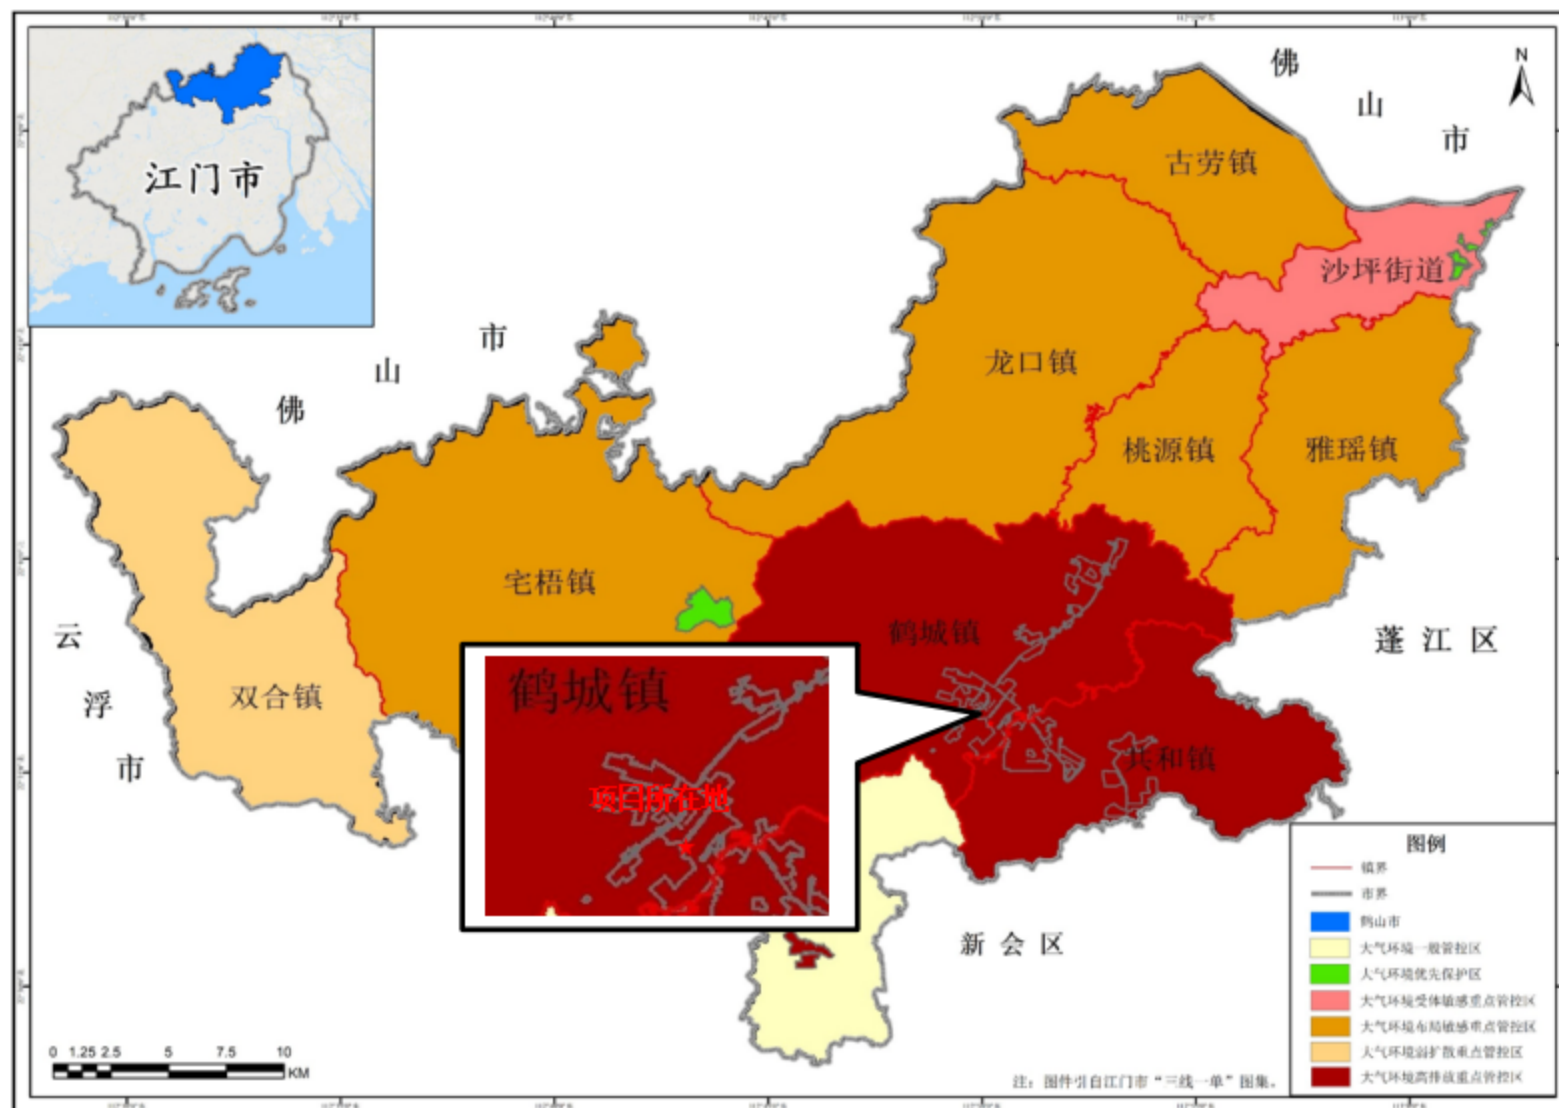 N
佛
山
市
古劳镇
江门市
沙坪街道
佛
山
市
龙口镇
桃源镇
雅瑶镇
宅梧镇
鹤城镇
云
浮
市
双合镇
蓬江区
鹤城镇
项目所在地
共和镇
新会区
图例
镇界
市界
鹤山市
大气环境一般管控区
大气环境优先保护区
大气环境受体敏感重点管控区
大气环境布局敏感重点管控区
大气环境弱扩散重点管控区
大气环境高排放重点管控区
0 1.25 2.5 5 7.5 10
KM
注：图件引自江门市“三线一单”图集。